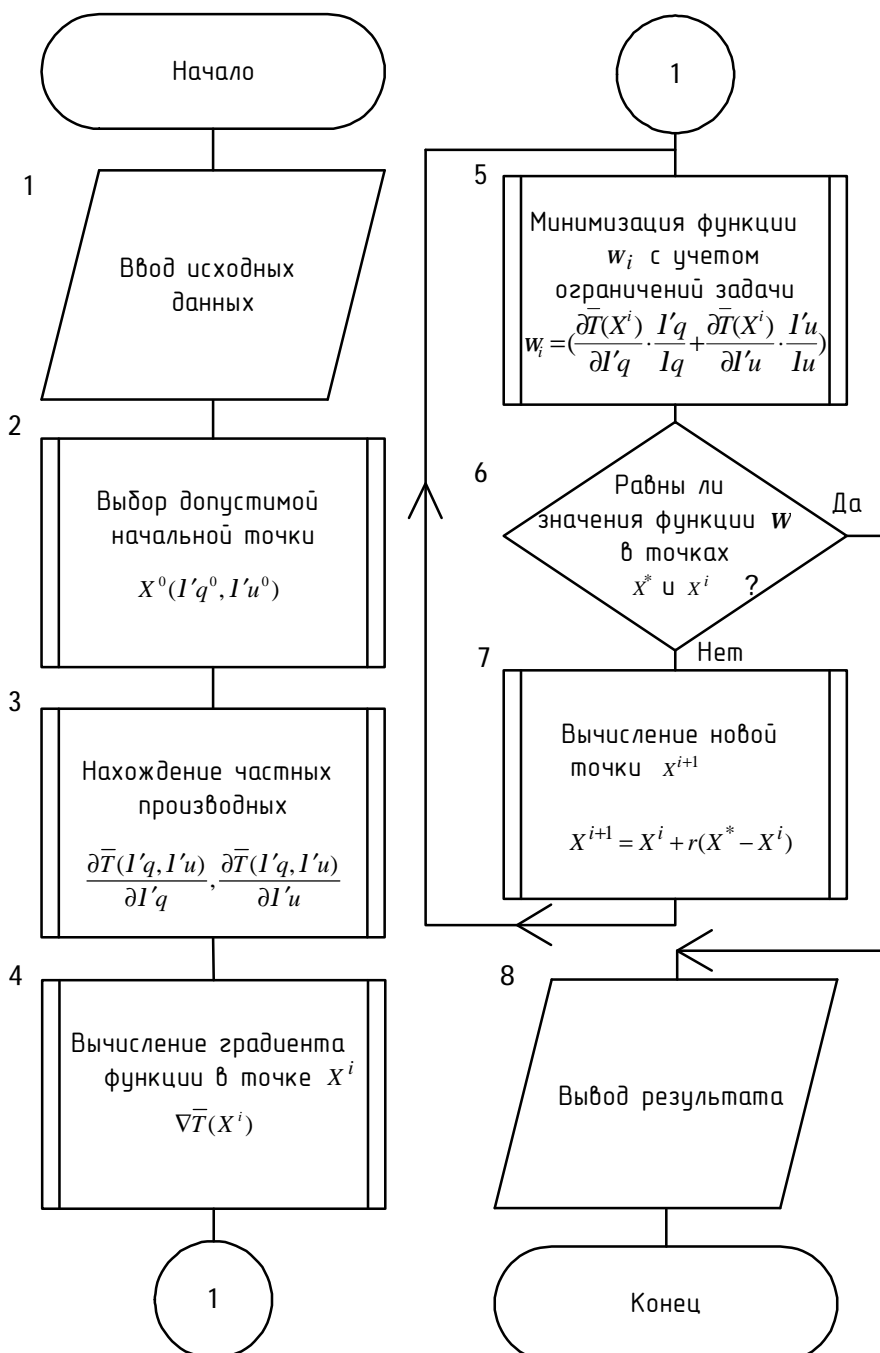 Начало
1
Ввод исходных
данных
2
Выбор допустимой
начальной точки
X⁰(l′q⁰, l′u⁰)
3
Нахождение частных
производных
∂T̅(l′q, l′u)/∂l′q, ∂T̅(l′q, l′u)/∂l′u
4
Вычисление градиента
функции в точке Xⁱ
∇T̅(Xⁱ)
1
1
5
Минимизация функции
wᵢ с учетом
ограничений задачи
wᵢ=(∂T̅(Xⁱ)/∂l′q · l′q/lq + ∂T̅(Xⁱ)/∂l′u · l′u/lu)
6
Равны ли
значения функции W
в точках
X* и Xⁱ ?
Да
Нет
7
Вычисление новой
точки Xⁱ⁺¹
Xⁱ⁺¹ = Xⁱ + r(X* − Xⁱ)
8
Вывод результата
Конец